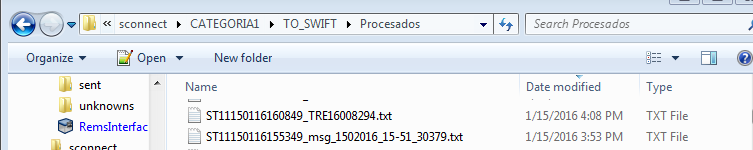 « sconnect ▸ CATEGORIA1 ▸ TO_SWIFT ▸ Procesados
Search Procesados
Organize Open New folder
sent
unknowns
RemsInterfac
sconnect
Name Date modified Type
ST11150116160849_TRE16008294.txt 1/15/2016 4:08 PM TXT File
ST11150116155349_msg_1502016_15-51_30379.txt 1/15/2016 3:53 PM TXT File